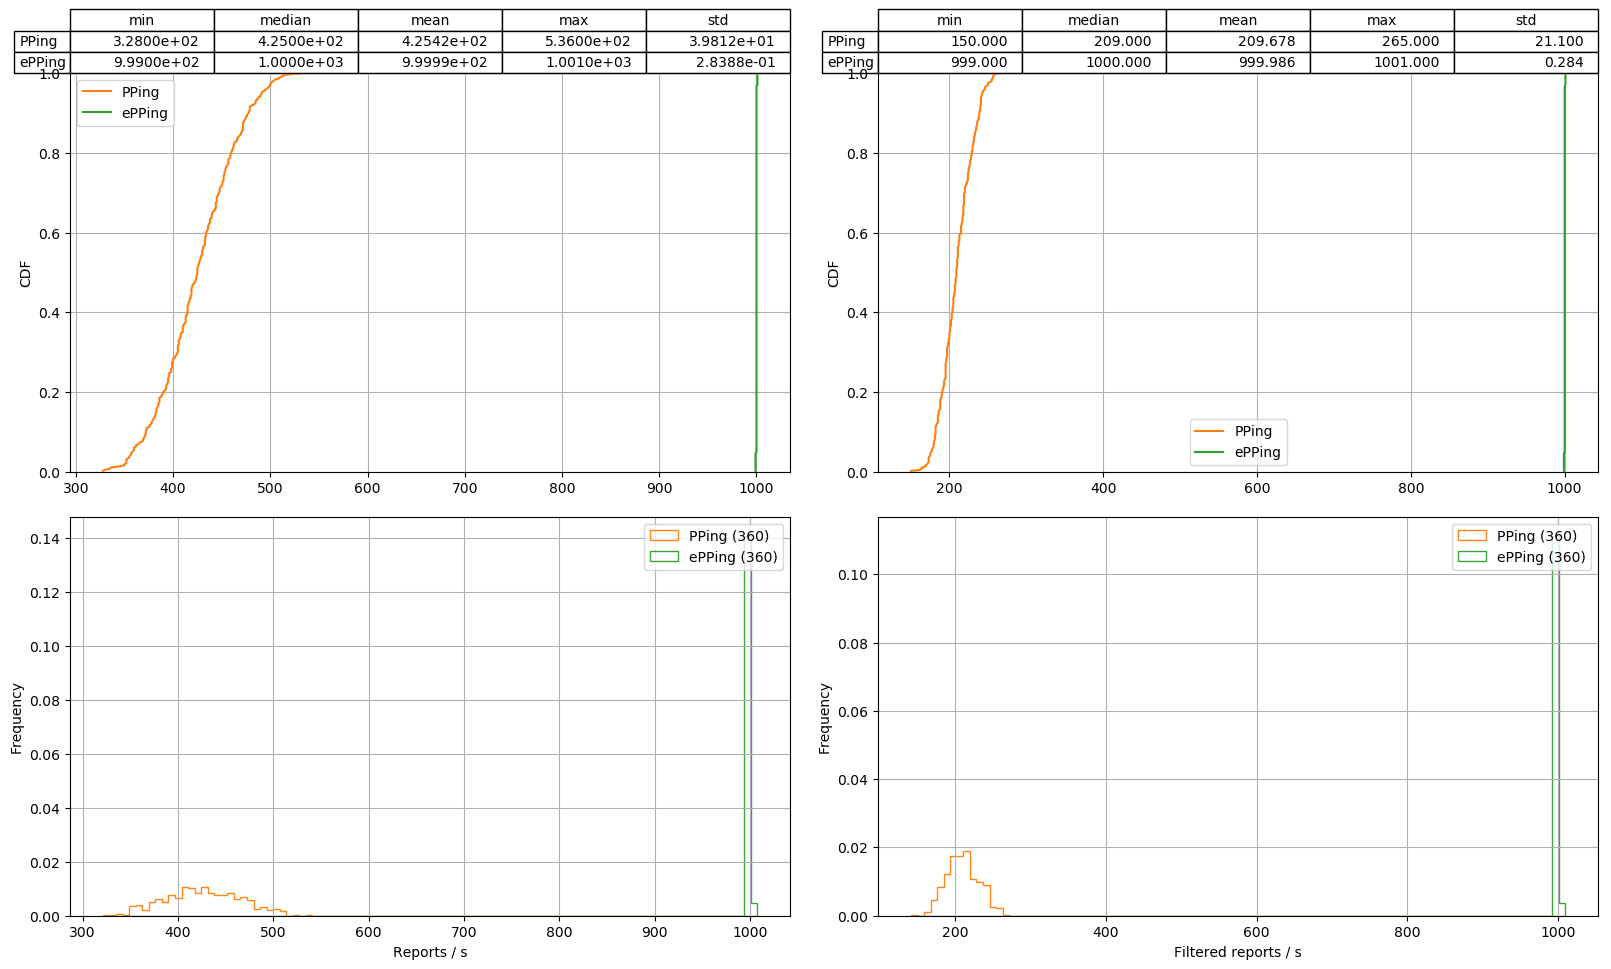 min median mean max std
PPing 3.2800e+02 4.2500e+02 4.2542e+02 5.3600e+02 3.9812e+01
ePPing 9.9900e+02 1.0000e+03 9.9999e+02 1.0010e+03 2.8388e-01
1.0
0.8
0.6
0.4
0.2
0.0
CDF
PPing
ePPing
300 400 500 600 700 800 900 1000
min median mean max std
PPing 150.000 209.000 209.678 265.000 21.100
ePPing 999.000 1000.000 999.986 1001.000 0.284
1.0
0.8
0.6
0.4
0.2
0.0
CDF
PPing
ePPing
200 400 600 800 1000
0.14
0.12
0.10
0.08
0.06
0.04
0.02
0.00
Frequency
PPing (360)
ePPing (360)
300 400 500 600 700 800 900 1000
Reports / s
0.10
0.08
0.06
0.04
0.02
0.00
Frequency
PPing (360)
ePPing (360)
200 400 600 800 1000
Filtered reports / s